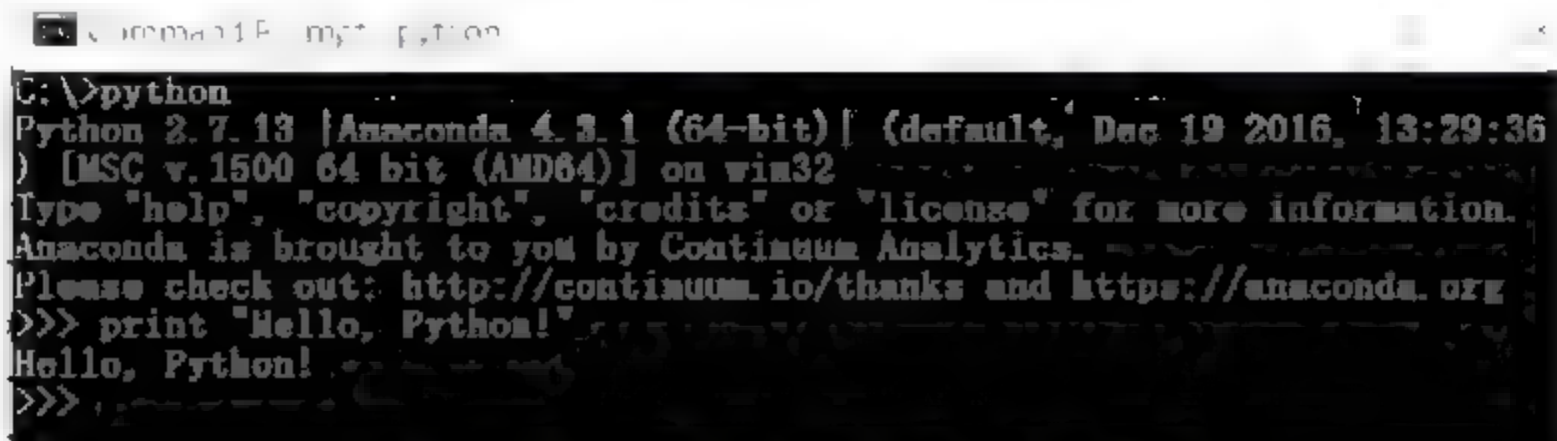 C:\>python
Python 2.7.13 |Anaconda 4.3.1 (64-bit)| (default, Dec 19 2016, 13:29:36
) [MSC v.1500 64 bit (AMD64)] on win32
Type "help", "copyright", "credits" or "license" for more information.
Anaconda is brought to you by Continuum Analytics.
Please check out: http://continuum.io/thanks and https://anaconda.org
>>> print "Hello, Python!"
Hello, Python!
>>>